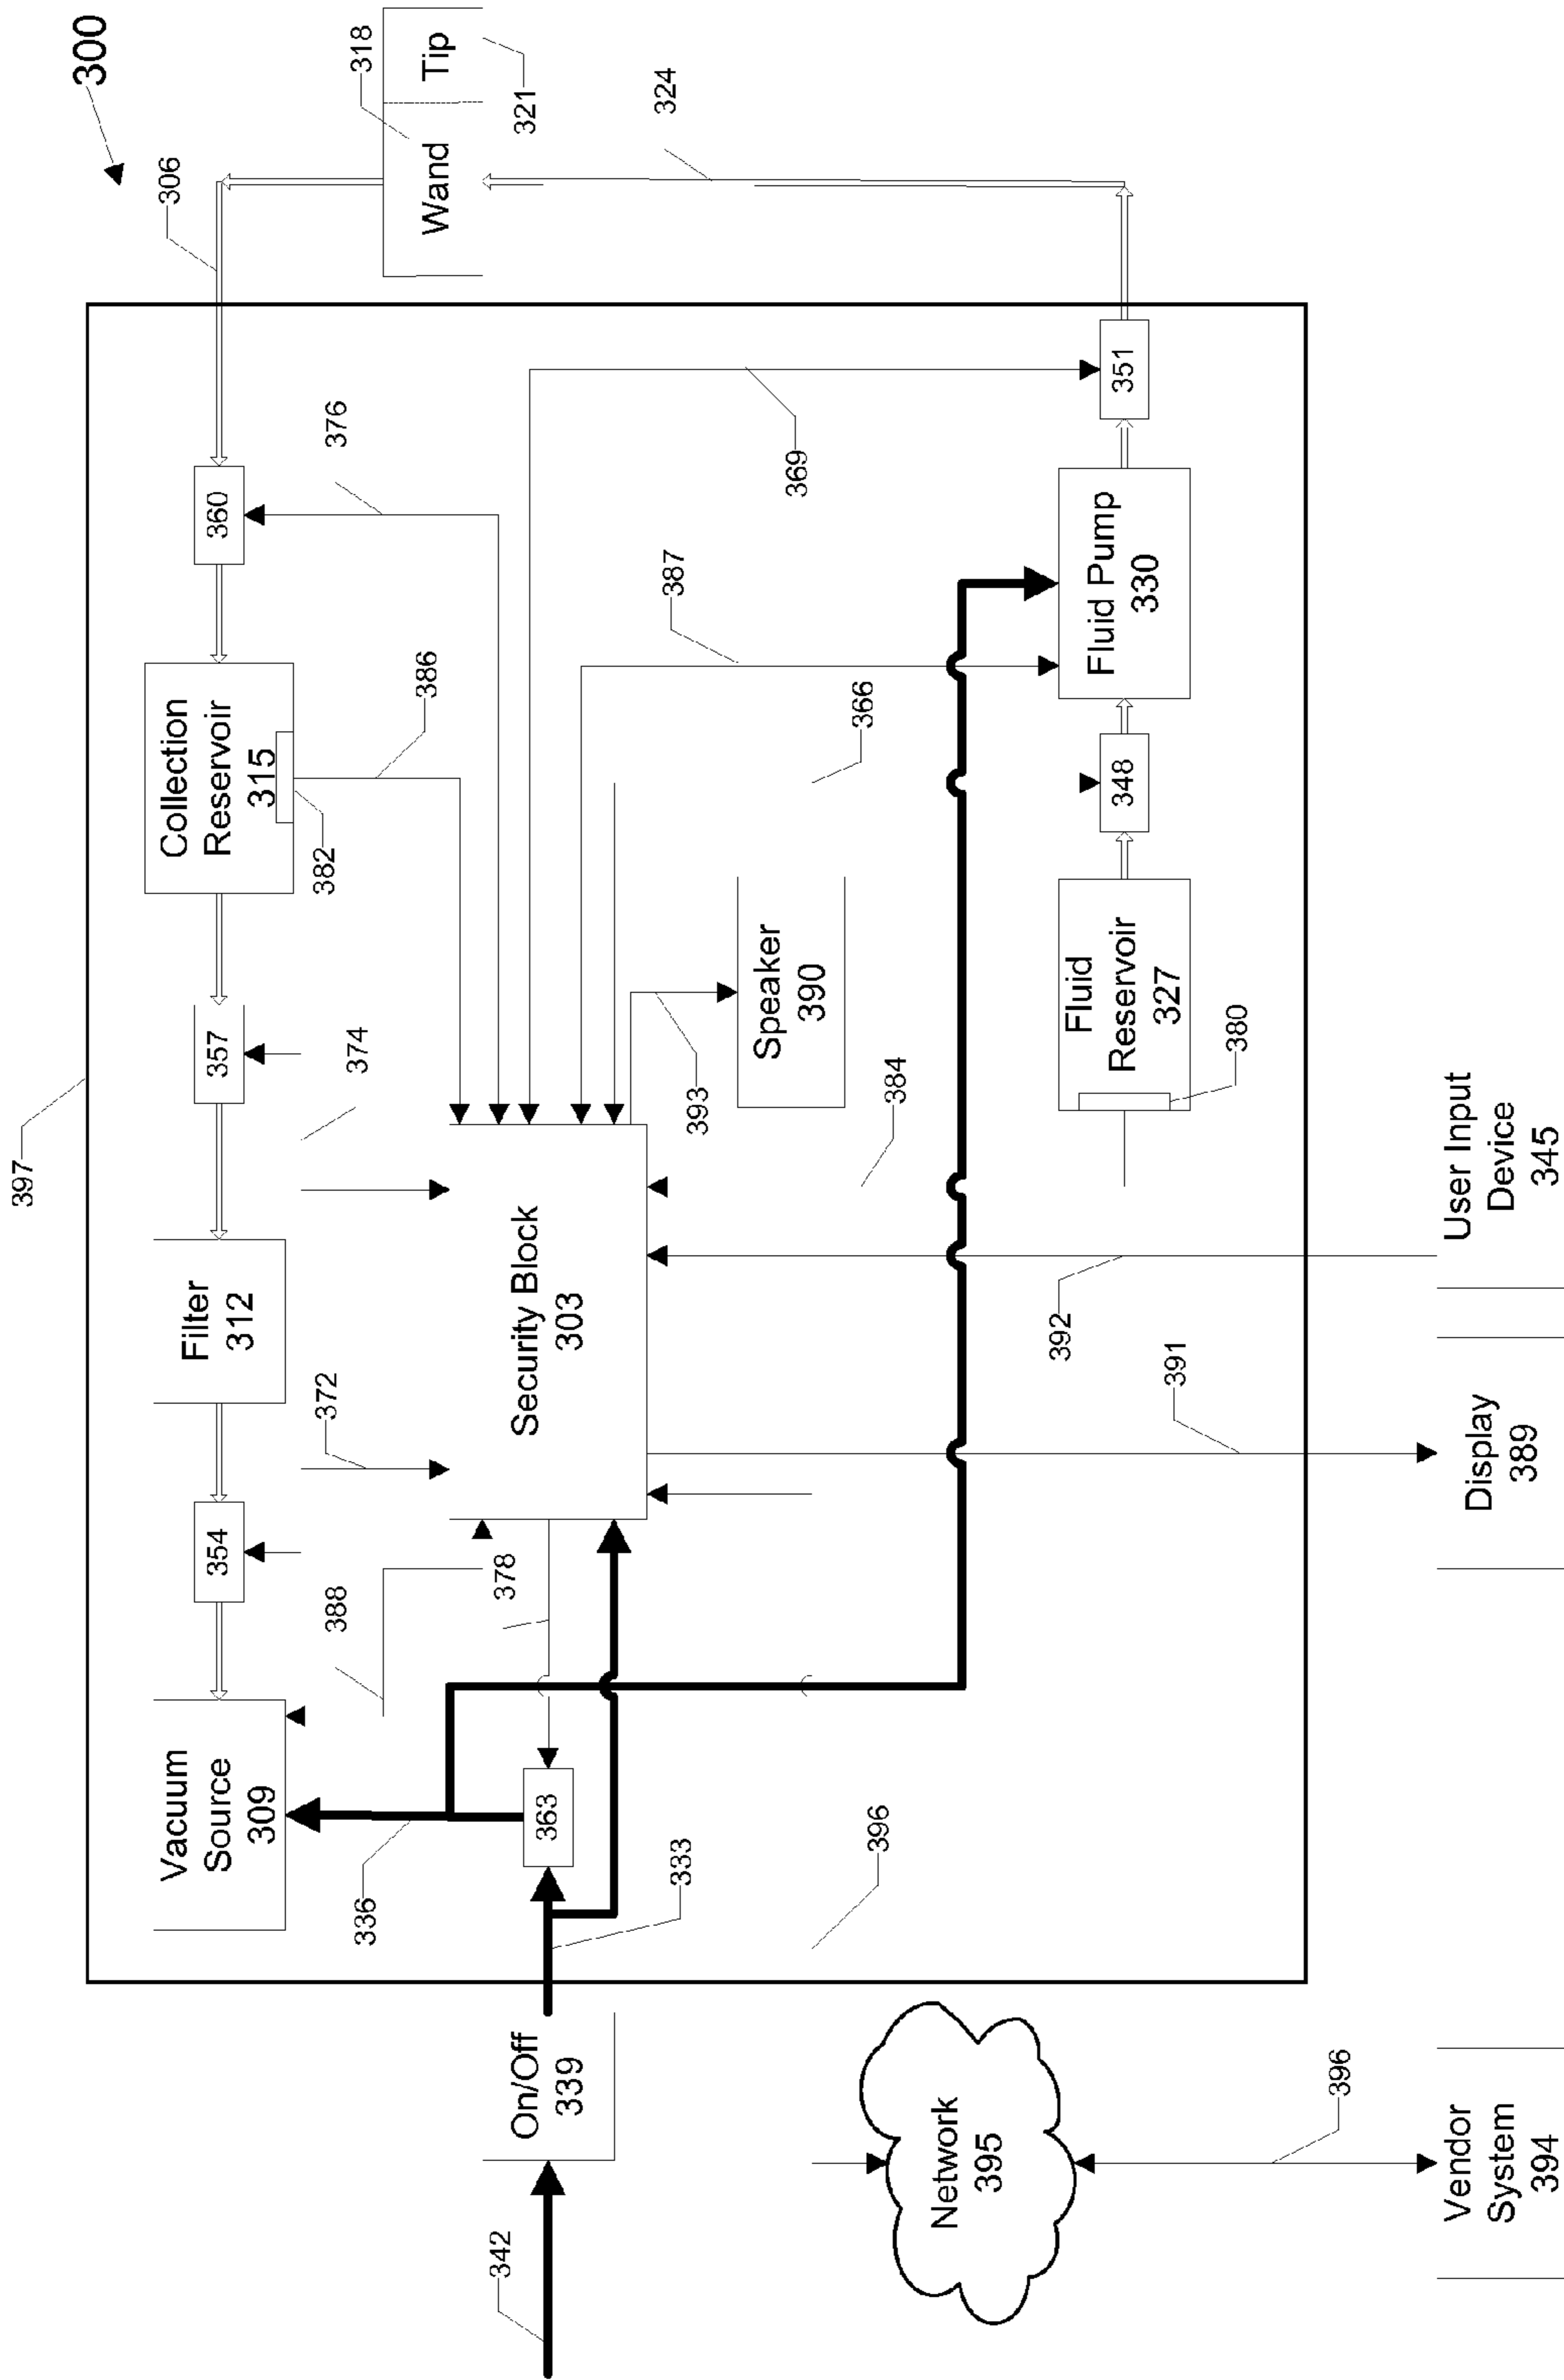 300
397
306
318
Wand
Tip
321
324
Vacuum
Source
309
354
Filter
312
357
Collection
Reservoir
315
382
360
388
372
374
386
376
336
378
363
Security Block
303
387
369
342
On/Off
339
333
393
Speaker
390
366
396
384
392
391
Fluid
Reservoir
327
380
348
Fluid Pump
330
351
Network
395
396
Vendor
System
394
Display
389
User Input
Device
345